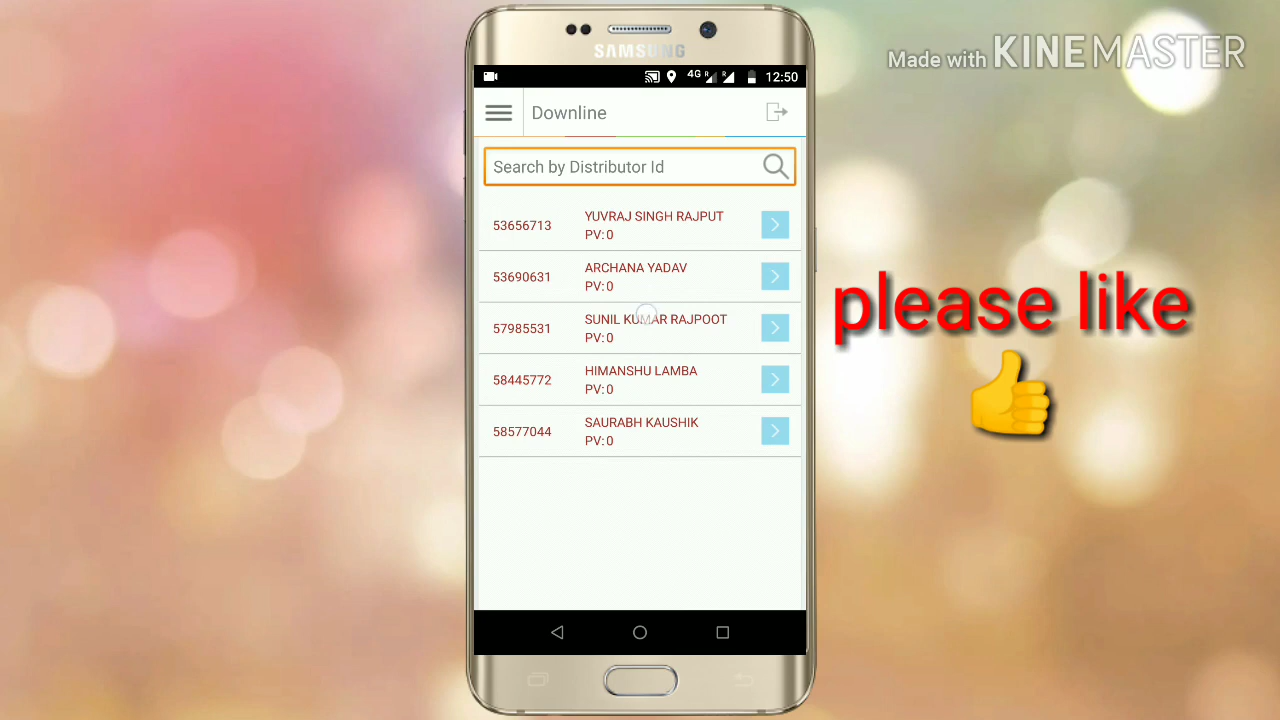 Made with KINEMASTER
SAMSUNG
4G R R 12:50
Downline
Search by Distributor Id
53656713 YUVRAJ SINGH RAJPUT
PV: 0
53690631 ARCHANA YADAV
PV: 0
57985531 SUNIL KUMAR RAJPOOT
PV: 0
58445772 HIMANSHU LAMBA
PV: 0
58577044 SAURABH KAUSHIK
PV: 0
please like